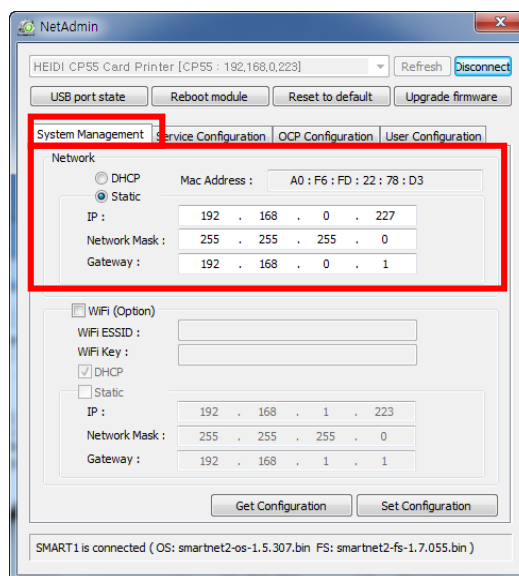 NetAdmin
HEIDI CP55 Card Printer [CP55 : 192,168,0,223] Refresh Disconnect
USB port state Reboot module Reset to default Upgrade firmware
System Management Service Configuration OCP Configuration User Configuration
Network
DHCP Mac Address : A0 : F6 : FD : 22 : 78 : D3
Static
IP : 192 . 168 . 0 . 227
Network Mask : 255 . 255 . 255 . 0
Gateway : 192 . 168 . 0 . 1
WiFi (Option)
WiFi ESSID :
WiFi Key :
DHCP
Static
IP : 192 . 168 . 1 . 223
Network Mask : 255 . 255 . 255 . 0
Gateway : 192 . 168 . 1 . 1
Get Configuration Set Configuration
SMART1 is connected ( OS: smartnet2-os-1.5.307.bin FS: smartnet2-fs-1.7.055.bin )